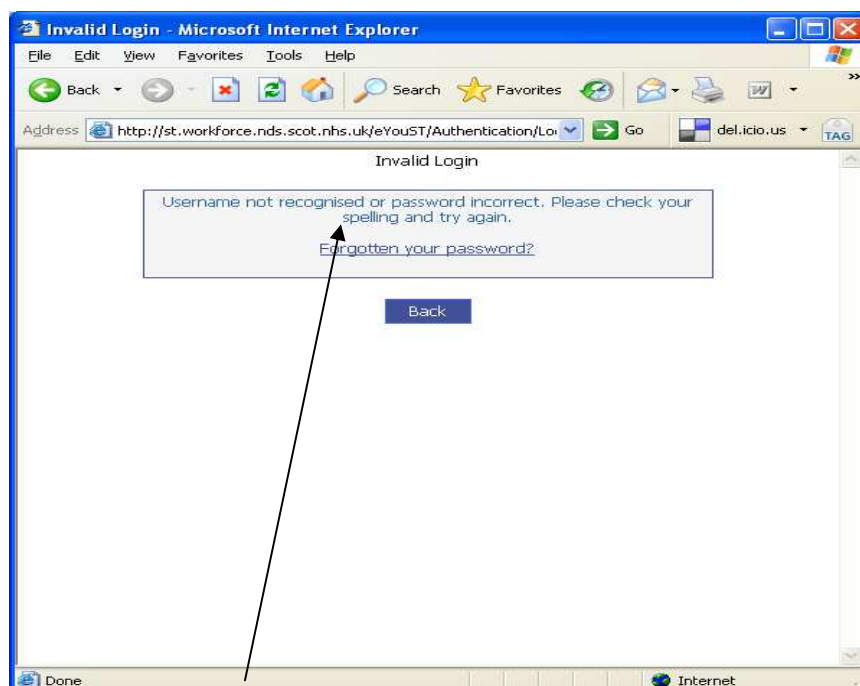 Invalid Login - Microsoft Internet Explorer
File Edit View Favorites Tools Help
Back Search Favorites
Address http://st.workforce.nds.scot.nhs.uk/eYouST/Authentication/Lo Go del.icio.us TAG
Invalid Login
Username not recognised or password incorrect. Please check your
spelling and try again.
Forgotten your password?
Back
Done Internet